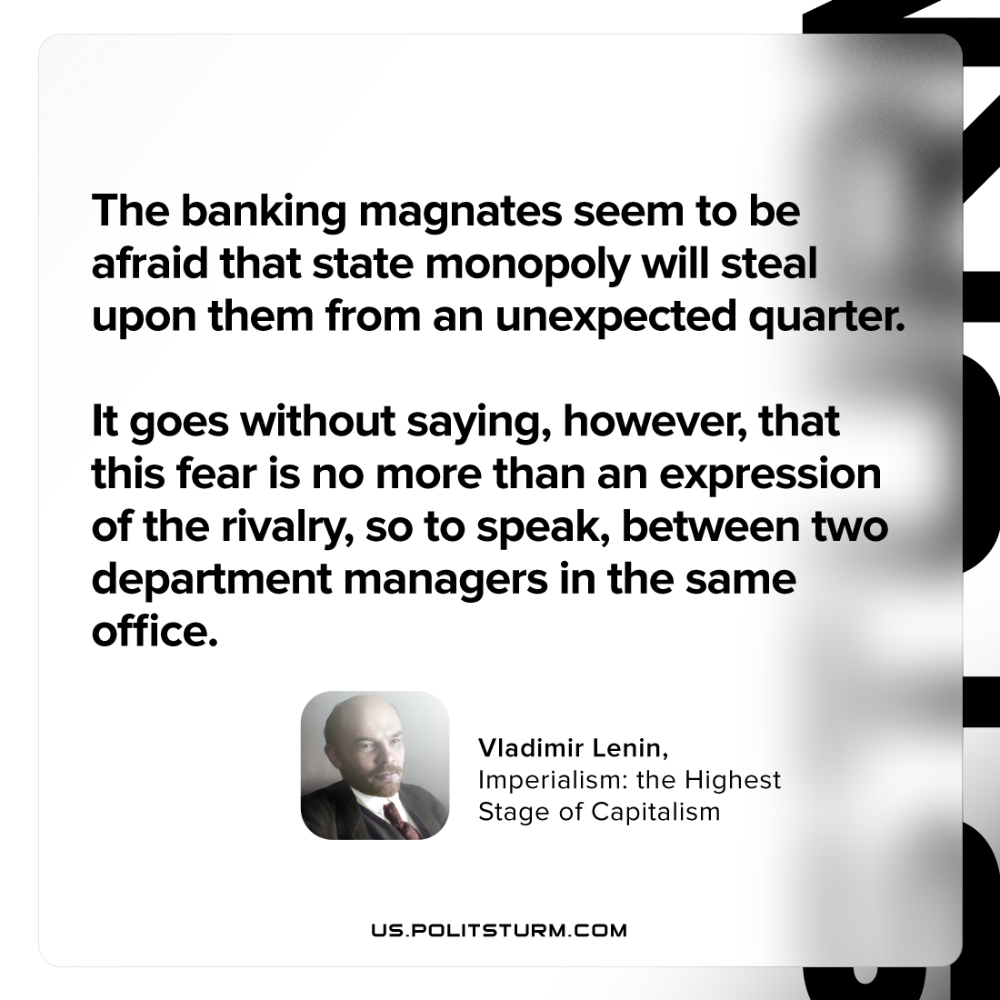 The banking magnates seem to be
afraid that state monopoly will steal
upon them from an unexpected quarter.
It goes without saying, however, that
this fear is no more than an expression
of the rivalry, so to speak, between two
department managers in the same
office.
Vladimir Lenin,
Imperialism: the Highest
Stage of Capitalism
US.POLITSTURM.COM